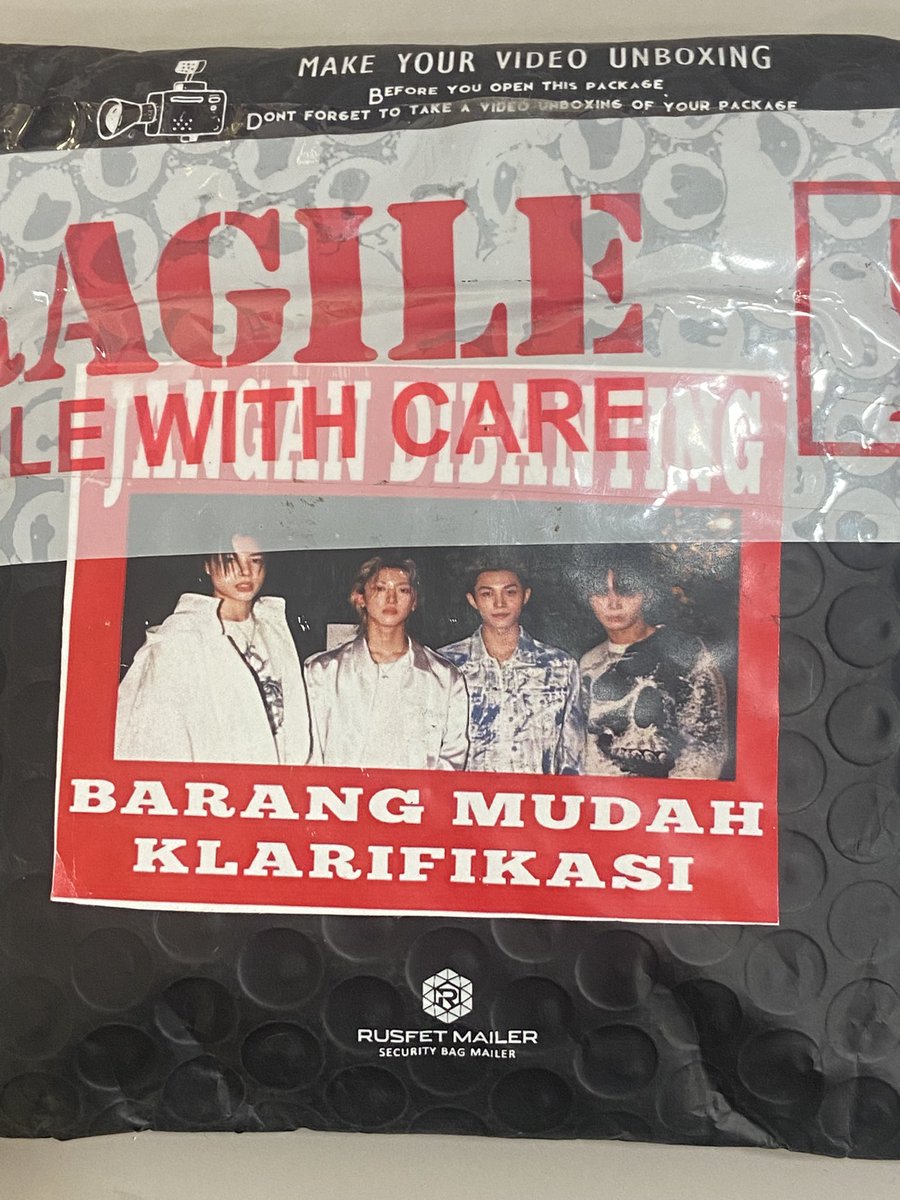 MAKE YOUR VIDEO UNBOXING
BEFORE YOU OPEN THIS PACKAGE
DONT FORGET TO TAKE A VIDEO UNBOXING OF YOUR PACKAGE
RAGILE
LE WITH CARE
JANGAN DIBANTING
BARANG MUDAH
KLARIFIKASI
R
RUSFET MAILER
SECURITY BAG MAILER